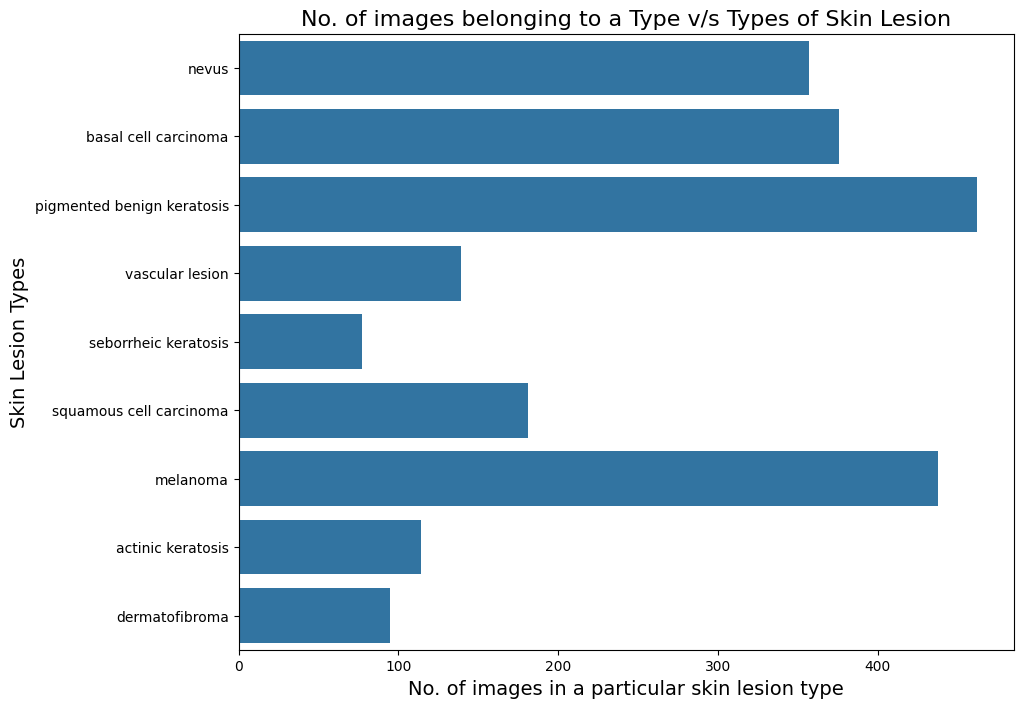 No. of images belonging to a Type v/s Types of Skin Lesion
Skin Lesion Types
nevus
basal cell carcinoma
pigmented benign keratosis
vascular lesion
seborrheic keratosis
squamous cell carcinoma
melanoma
actinic keratosis
dermatofibroma
0 100 200 300 400
No. of images in a particular skin lesion type